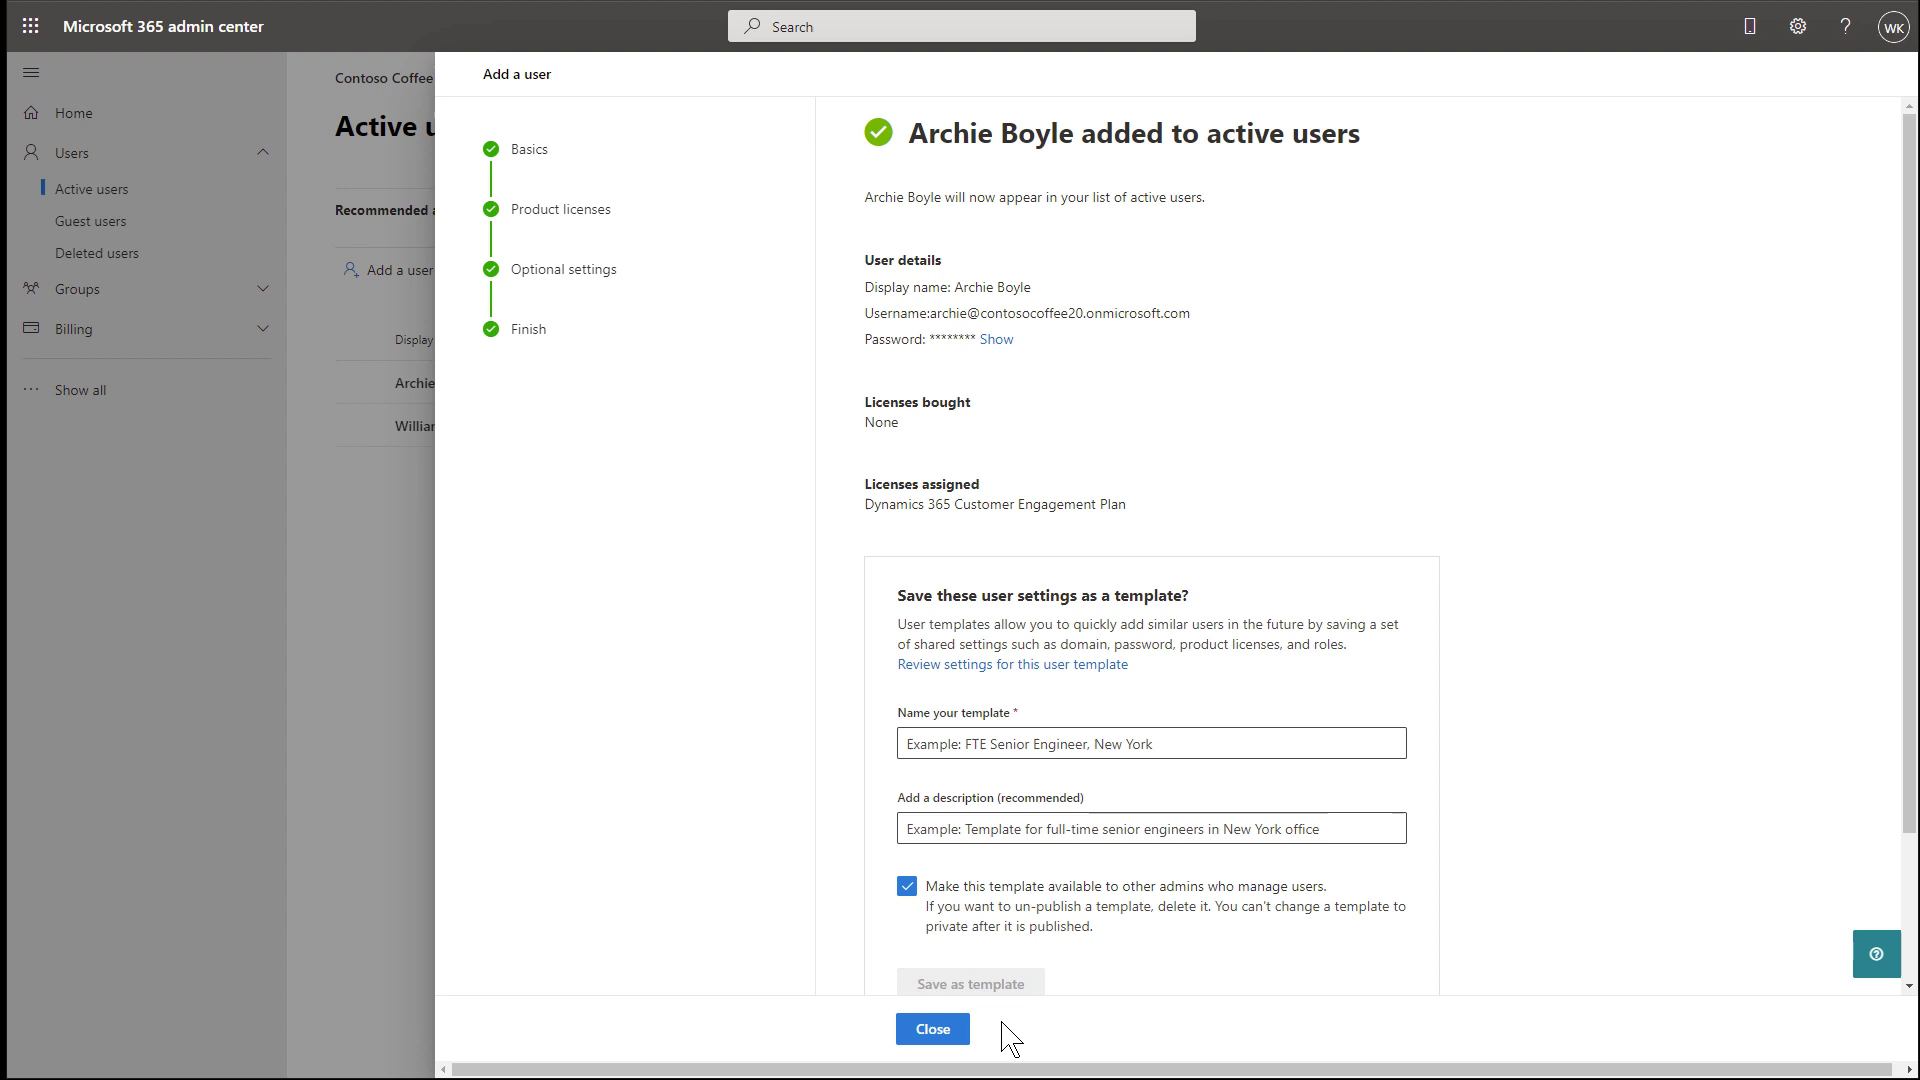 Microsoft 365 admin center
Search
WK
Home
Users
Active users
Guest users
Deleted users
Groups
Billing
Show all
Contoso Coffee
Active u
Recommended a
Add a user
Display
Archie
Willian
Add a user
Basics
Product licenses
Optional settings
Finish
Archie Boyle added to active users
Archie Boyle will now appear in your list of active users.
User details
Display name: Archie Boyle
Username:archie@contosocoffee20.onmicrosoft.com
Password: ******** Show
Licenses bought
None
Licenses assigned
Dynamics 365 Customer Engagement Plan
Save these user settings as a template?
User templates allow you to quickly add similar users in the future by saving a set
of shared settings such as domain, password, product licenses, and roles.
Review settings for this user template
Name your template *
Example: FTE Senior Engineer, New York
Add a description (recommended)
Example: Template for full-time senior engineers in New York office
Make this template available to other admins who manage users.
If you want to un-publish a template, delete it. You can't change a template to
private after it is published.
Save as template
Close